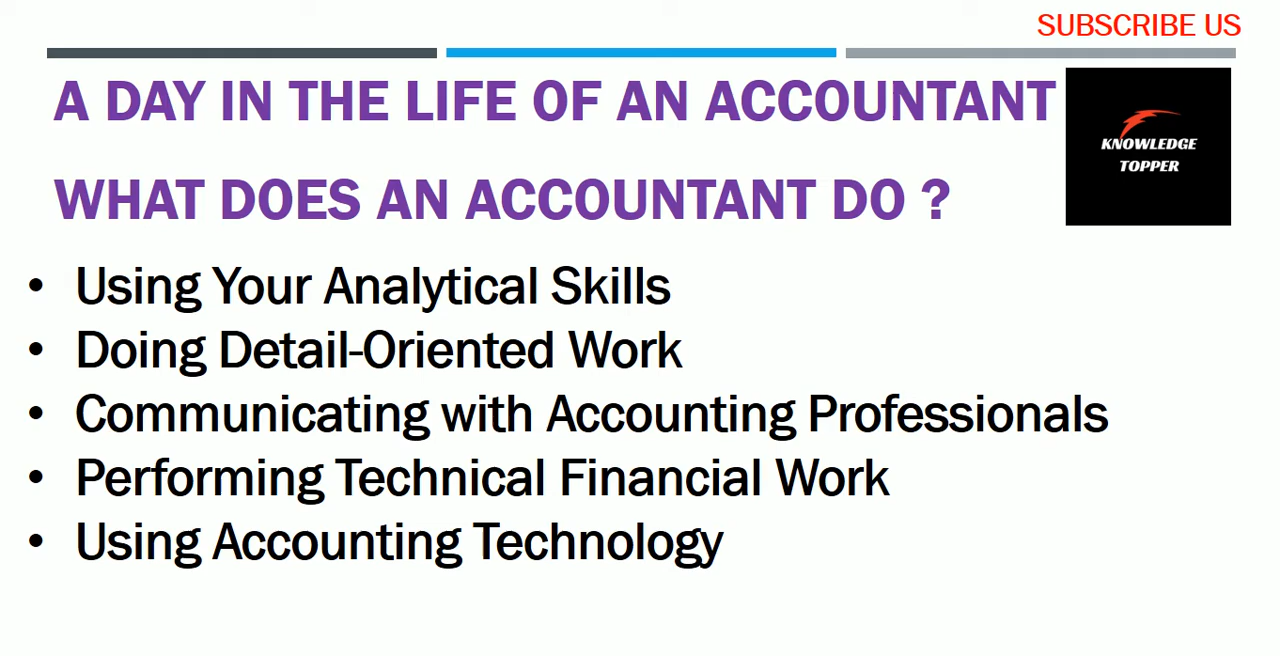 SUBSCRIBE US
A DAY IN THE LIFE OF AN ACCOUNTANT
KNOWLEDGE
TOPPER
WHAT DOES AN ACCOUNTANT DO ?
• Using Your Analytical Skills
• Doing Detail-Oriented Work
• Communicating with Accounting Professionals
• Performing Technical Financial Work
• Using Accounting Technology